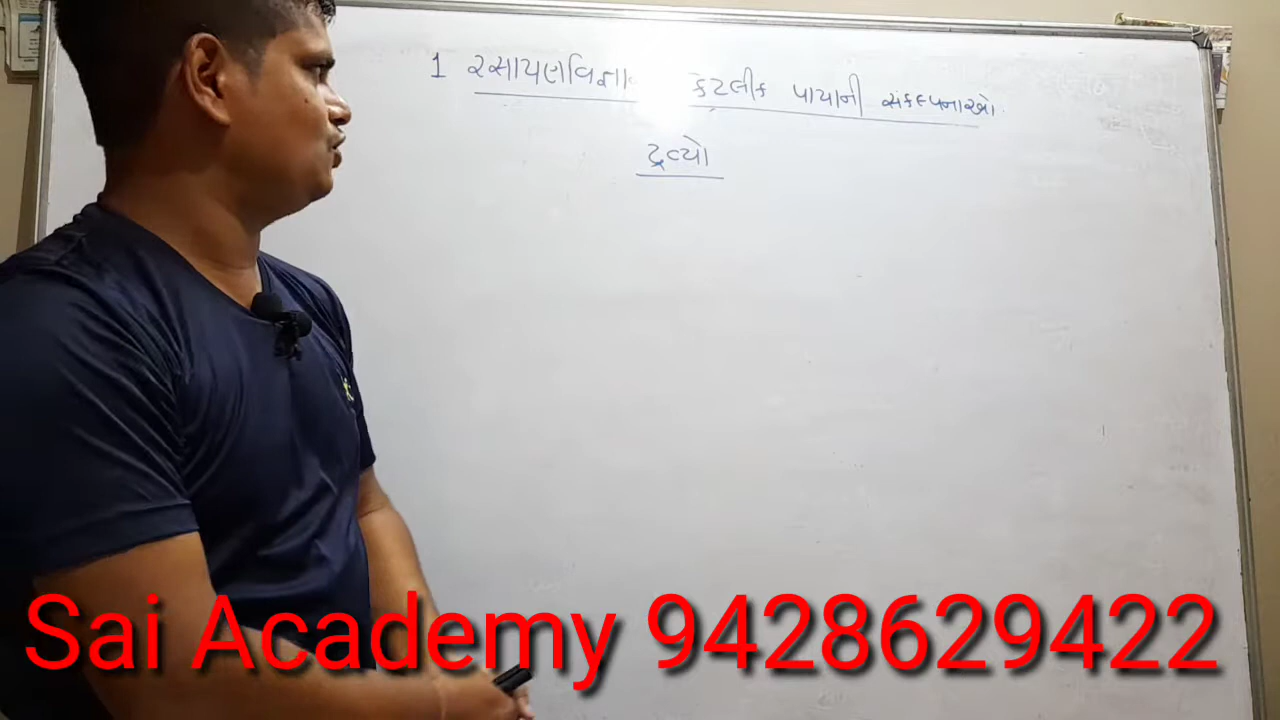 1 રસાયણવિજ્ઞા કેટલીક પાયાની સંકલ્પનાઓ.
દ્રવ્યો
Sai Academy 9428629422